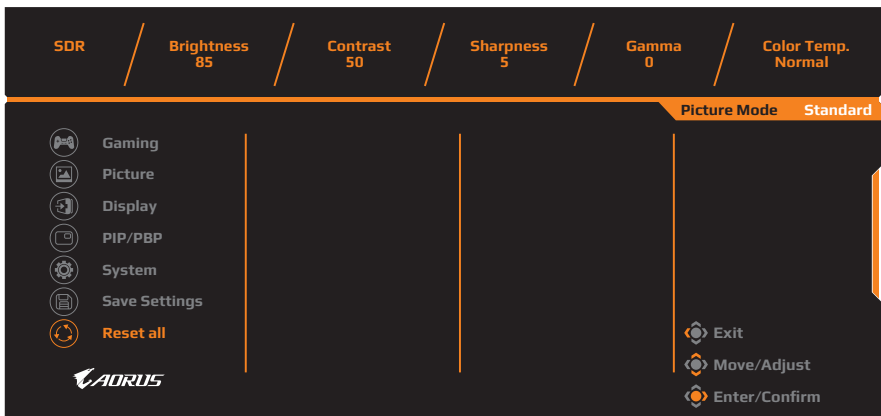 SDR
Brightness
85
Contrast
50
Sharpness
5
Gamma
0
Color Temp.
Normal
Picture Mode Standard
Gaming
Picture
Display
PIP/PBP
System
Save Settings
Reset all
AORUS
Exit
Move/Adjust
Enter/Confirm